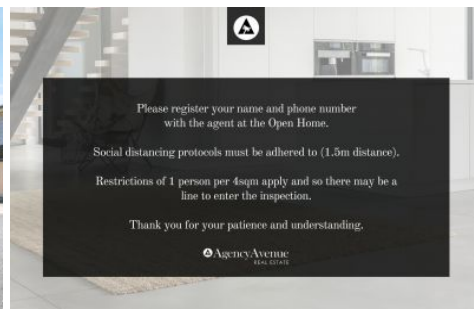 Please register your name and phone number
with the agent at the Open Home.
Social distancing protocols must be adhered to (1.5m distance).
Restrictions of 1 person per 4sqm apply and so there may be a
line to enter the inspection.
Thank you for your patience and understanding.
AgencyAvenue
REAL ESTATE